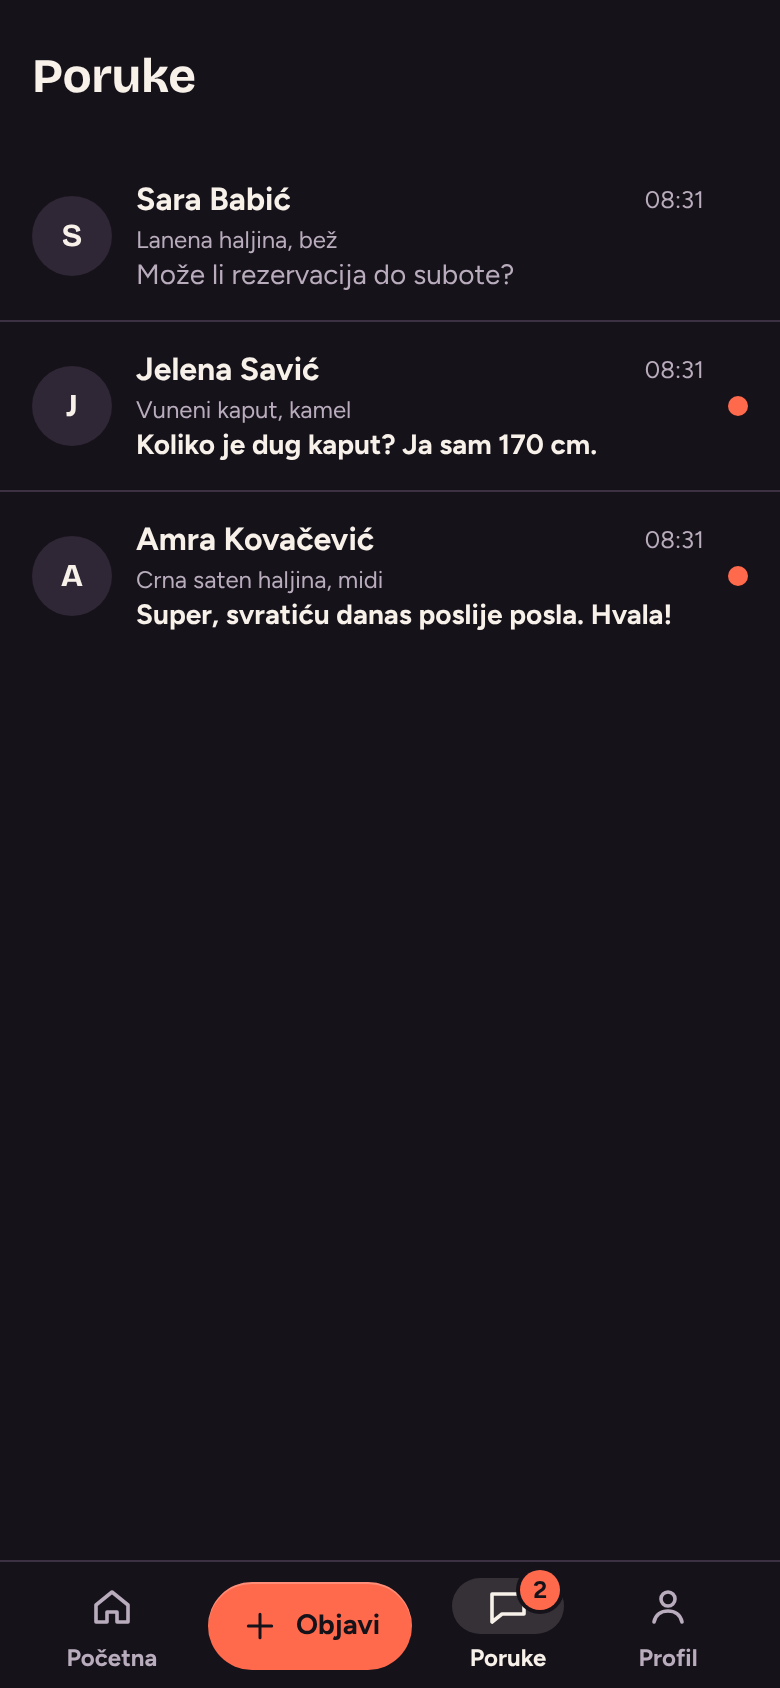 Poruke
S
Sara Babić
08:31
Lanena haljina, bež
Može li rezervacija do subote?
J
Jelena Savić
08:31
Vuneni kaput, kamel
Koliko je dug kaput? Ja sam 170 cm.
A
Amra Kovačević
08:31
Crna saten haljina, midi
Super, svratiću danas poslije posla. Hvala!
Početna
Objavi
2
Poruke
Profil